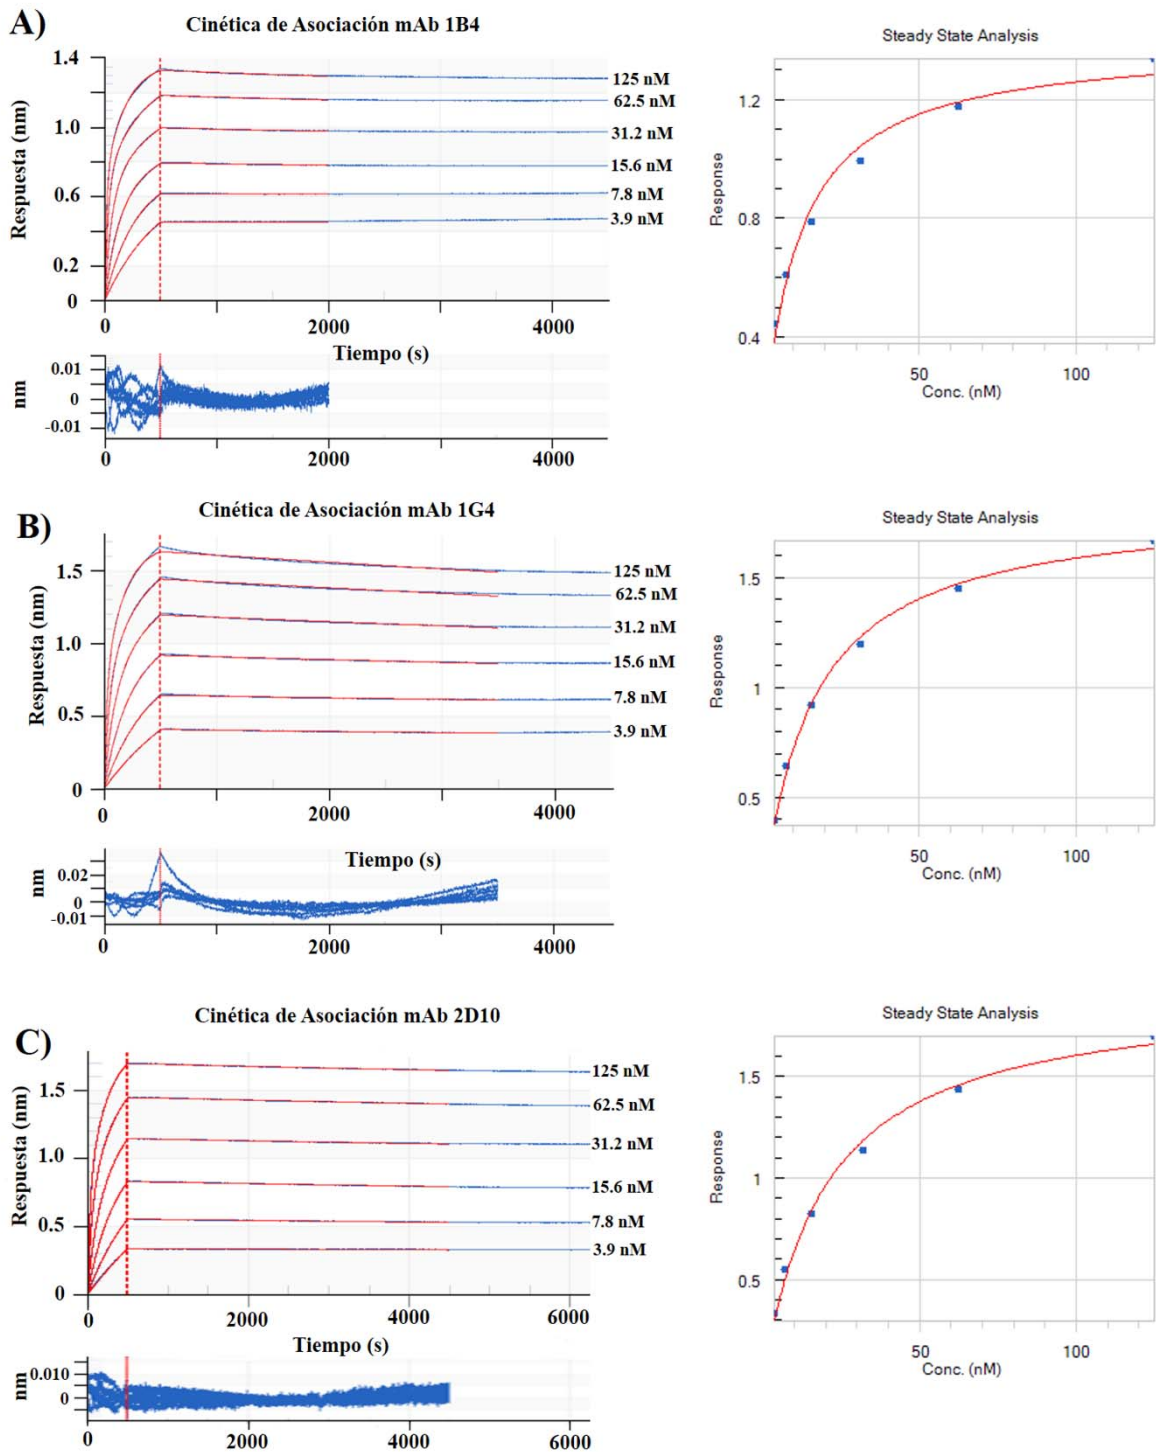 A)
Cinética de Asociación mAb 1B4
Respuesta (nm)
1.4
1.0
0.6
0.2
0
125 nM
62.5 nM
31.2 nM
15.6 nM
7.8 nM
3.9 nM
0
2000
4000
Tiempo (s)
nm
0.01
0
-0.01
0
2000
4000
Steady State Analysis
Response
1.2
0.8
0.4
50
100
Conc. (nM)
B)
Cinética de Asociación mAb 1G4
Respuesta (nm)
1.5
1.0
0.5
0
125 nM
62.5 nM
31.2 nM
15.6 nM
7.8 nM
3.9 nM
0
2000
4000
Tiempo (s)
nm
0.02
0
-0.01
0
2000
4000
Steady State Analysis
Response
1.5
1
0.5
50
100
Conc. (nM)
C)
Cinética de Asociación mAb 2D10
Respuesta (nm)
1.5
1.0
0.5
0
125 nM
62.5 nM
31.2 nM
15.6 nM
7.8 nM
3.9 nM
0
2000
4000
6000
Tiempo (s)
nm
0.010
0
0
2000
4000
6000
Steady State Analysis
Response
1.5
1
0.5
50
100
Conc. (nM)